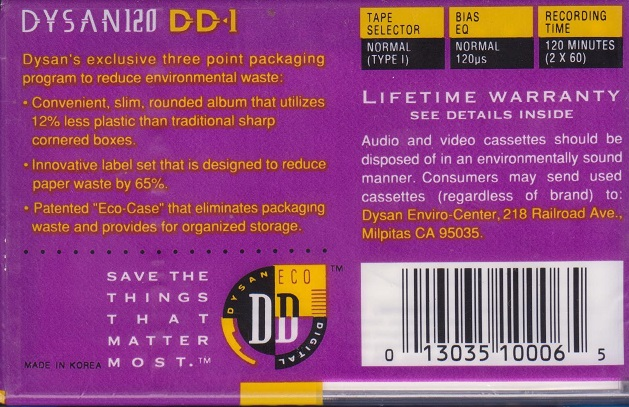 DYSAN120 DD-1
Dysan's exclusive three point packaging
program to reduce environmental waste:
• Convenient, slim, rounded album that utilizes
12% less plastic than traditional sharp
cornered boxes.
• Innovative label set that is designed to reduce
paper waste by 65%.
• Patented "Eco-Case" that eliminates packaging
waste and provides for organized storage.
SAVE THE
THINGS
THAT
MATTER
MOST.™
MADE IN KOREA
DYSAN ECO
DD
DIGITAL
™
TAPE
SELECTOR
NORMAL
(TYPE I)
BIAS
EQ
NORMAL
120µs
RECORDING
TIME
120 MINUTES
(2 X 60)
LIFETIME WARRANTY
SEE DETAILS INSIDE
Audio and video cassettes should be
disposed of in an environmentally sound
manner. Consumers may send used
cassettes (regardless of brand) to:
Dysan Enviro-Center, 218 Railroad Ave.,
Milpitas CA 95035.
0 13035 10006 5